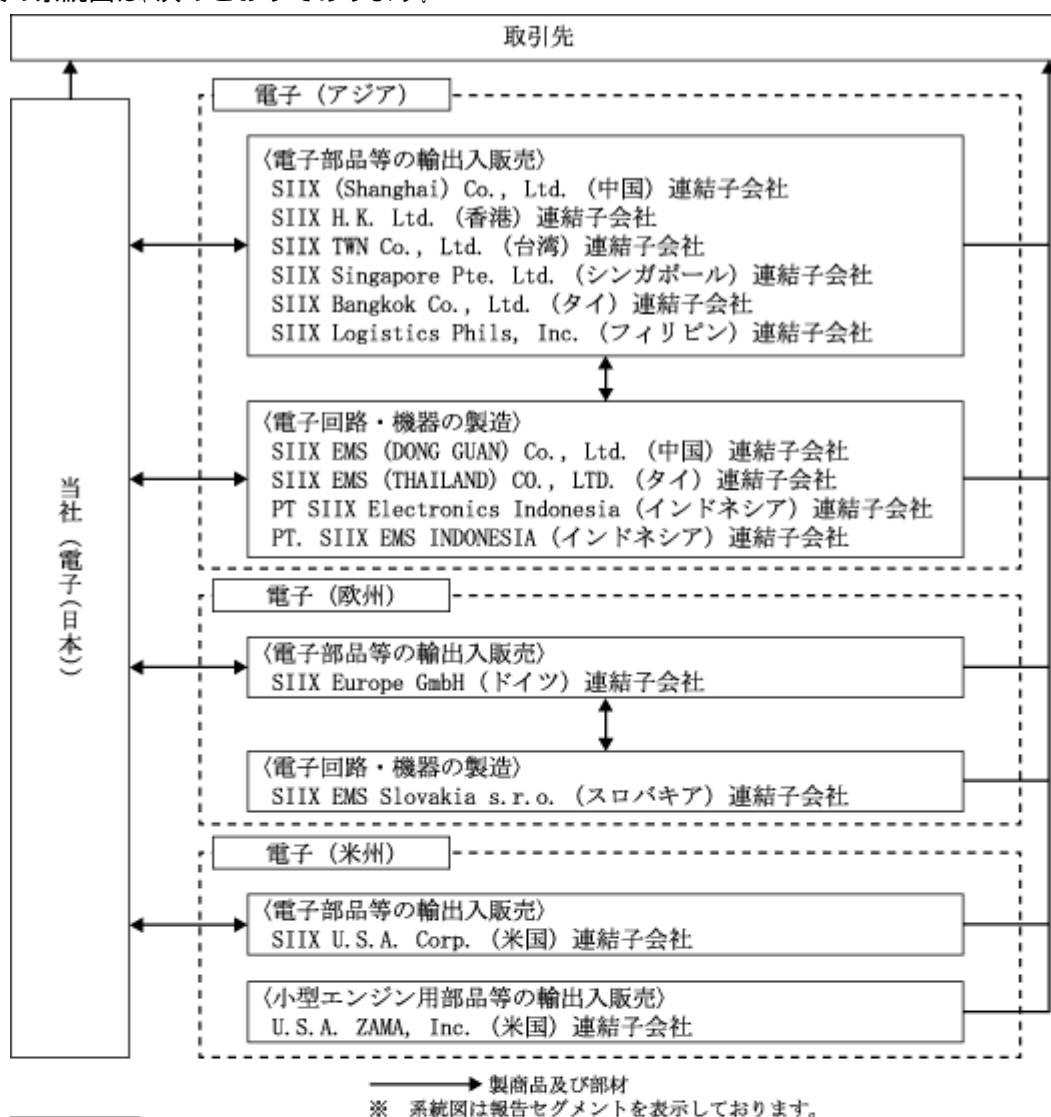 取引先
電子（アジア）
〈電子部品等の輸出入販売〉
SIIX (Shanghai) Co., Ltd. (中国) 連結子会社
SIIX H.K. Ltd. (香港) 連結子会社
SIIX TWN Co., Ltd. (台湾) 連結子会社
SIIX Singapore Pte. Ltd. (シンガポール) 連結子会社
SIIX Bangkok Co., Ltd. (タイ) 連結子会社
SIIX Logistics Phils, Inc. (フィリピン) 連結子会社
〈電子回路・機器の製造〉
SIIX EMS (DONG GUAN) Co., Ltd. (中国) 連結子会社
SIIX EMS (THAILAND) CO., LTD. (タイ) 連結子会社
PT SIIX Electronics Indonesia (インドネシア) 連結子会社
PT. SIIX EMS INDONESIA (インドネシア) 連結子会社
当社（電子(日本)）
電子（欧州）
〈電子部品等の輸出入販売〉
SIIX Europe GmbH (ドイツ) 連結子会社
〈電子回路・機器の製造〉
SIIX EMS Slovakia s.r.o. (スロバキア) 連結子会社
電子（米州）
〈電子部品等の輸出入販売〉
SIIX U.S.A. Corp. (米国) 連結子会社
〈小型エンジン用部品等の輸出入販売〉
U.S.A. ZAMA, Inc. (米国) 連結子会社
製商品及び部材
※ 系統図は報告セグメントを表示しております。